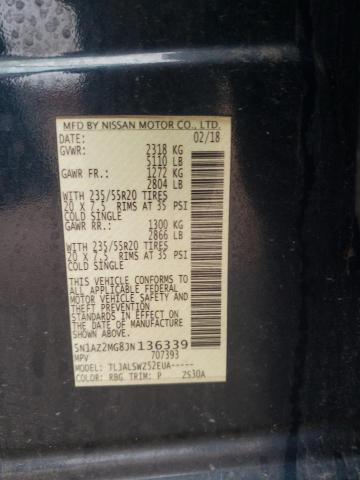 MFD BY NISSAN MOTOR CO., LTD.
DATE: 02/18
GVWR: 2318 KG
5110 LB
GAWR FR.: 1272 KG
2804 LB
WITH 235/55R20 TIRES
20 X 7.5 RIMS AT 35 PSI
COLD SINGLE
GAWR RR.: 1300 KG
2866 LB
WITH 235/55R20 TIRES
20 X 7.5 RIMS AT 35 PSI
COLD SINGLE
THIS VEHICLE CONFORMS TO
ALL APPLICABLE FEDERAL
MOTOR VEHICLE SAFETY AND
THEFT PREVENTION
STANDARDS IN EFFECT ON
THE DATE OF MANUFACTURE
SHOWN ABOVE.
5N1AZ2MG8JN136339
MPV 707393
MODEL: TLJALSWZ52EUA-----
COLOR: RBG TRIM: P ZS30A